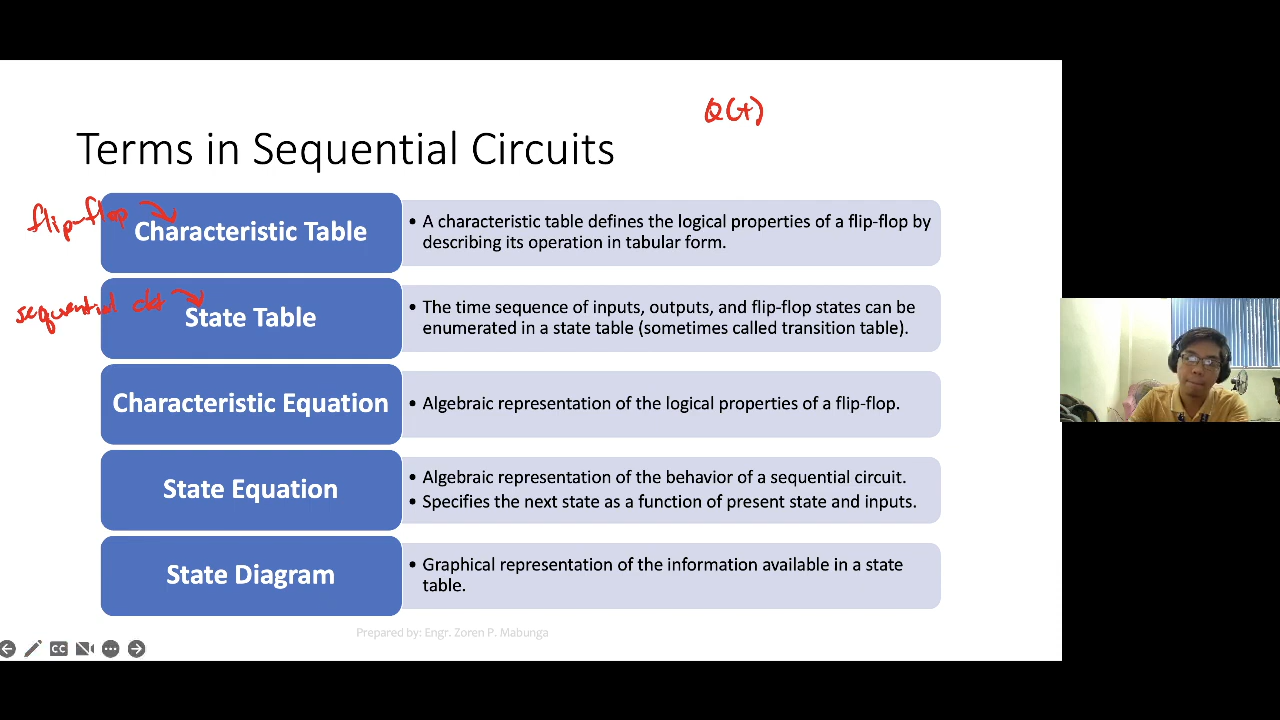 Q(t)
Terms in Sequential Circuits
flip-flop
Characteristic Table
• A characteristic table defines the logical properties of a flip-flop by
describing its operation in tabular form.
sequential ckt
State Table
• The time sequence of inputs, outputs, and flip-flop states can be
enumerated in a state table (sometimes called transition table).
Characteristic Equation
• Algebraic representation of the logical properties of a flip-flop.
State Equation
• Algebraic representation of the behavior of a sequential circuit.
• Specifies the next state as a function of present state and inputs.
State Diagram
• Graphical representation of the information available in a state
table.
Prepared by: Engr. Zoren P. Mabunga
CC